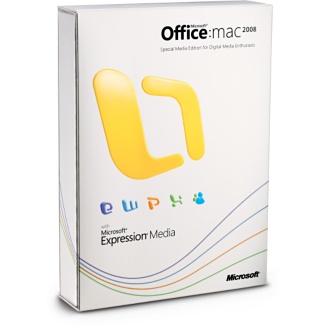 Microsoft®
Office:mac 2008
Special Media Edition for Digital Media Enthusiasts
e w p x
with
Microsoft®
Expression® Media
Microsoft®